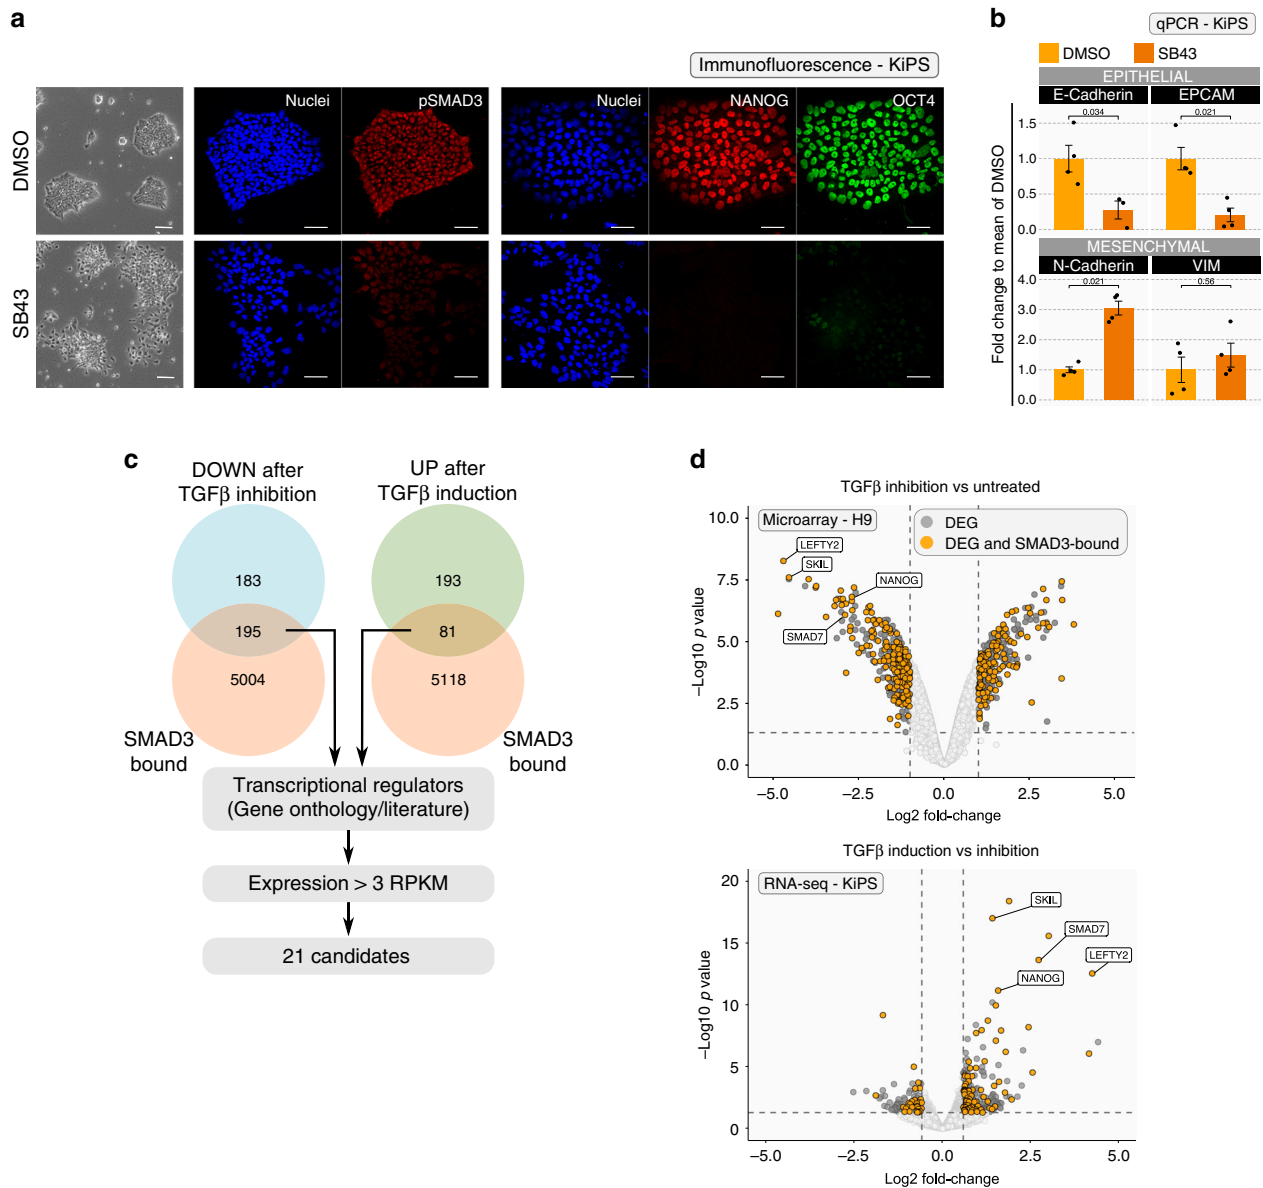 a
Immunofluorescence - KiPS
Nuclei
pSMAD3
Nuclei
NANOG
OCT4
DMSO
SB43
b
qPCR - KiPS
DMSO
SB43
EPITHELIAL
E-Cadherin
EPCAM
0.034
0.021
1.5
1.0
0.5
0.0
MESENCHYMAL
N-Cadherin
VIM
0.021
0.56
4.0
3.0
2.0
1.0
0.0
Fold change to mean of DMSO
c
DOWN after
TGFβ inhibition
UP after
TGFβ induction
183
193
195
81
5004
5118
SMAD3
bound
SMAD3
bound
Transcriptional regulators
(Gene onthology/literature)
Expression > 3 RPKM
21 candidates
d
TGFβ inhibition vs untreated
Microarray - H9
DEG
DEG and SMAD3-bound
LEFTY2
SKIL
NANOG
SMAD7
10.0
7.5
5.0
2.5
0.0
−Log10 p value
−5.0
−2.5
0.0
2.5
5.0
Log2 fold-change
TGFβ induction vs inhibition
RNA-seq - KiPS
SKIL
SMAD7
LEFTY2
NANOG
20
15
10
5
0
−Log10 p value
−5.0
−2.5
0.0
2.5
5.0
Log2 fold-change